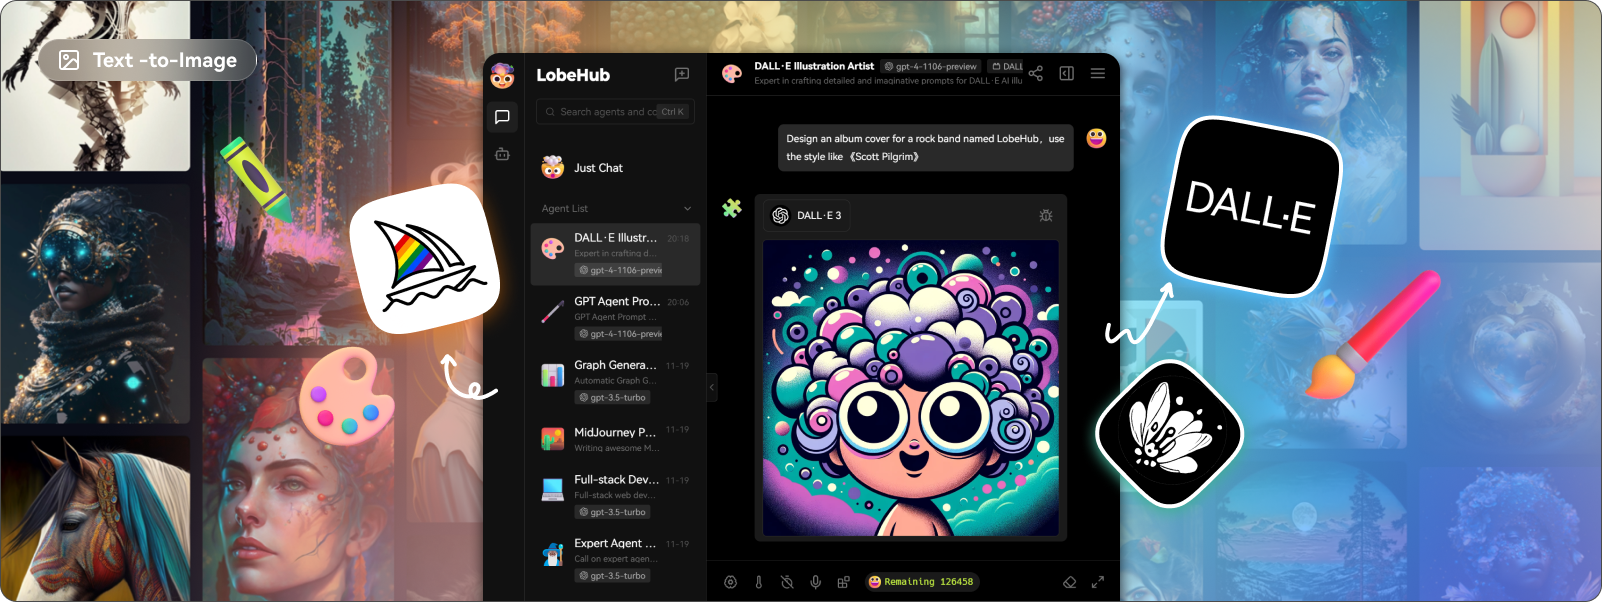 Text -to-Image
LobeHub
Search agents and co
Ctrl K
Just Chat
Agent List
DALL·E Illustr...
20:18
Expert in crafting d...
gpt-4-1106-previe
GPT Agent Pro...
20:06
GPT Agent Prompt ...
gpt-4-1106-previe
Graph Genera...
11-19
Automatic Graph G...
gpt-3.5-turbo
MidJourney P...
11-19
Writing awesome M...
Full-stack Dev...
11-19
Full-stack web dev...
gpt-3.5-turbo
Expert Agent ...
11-19
Call on expert agen...
gpt-3.5-turbo
DALL·E Illustration Artist
gpt-4-1106-preview
DALL
Expert in crafting detailed and imaginative prompts for DALL·E AI illu
Design an album cover for a rock band named LobeHub，use
the style like 《Scott Pilgrim》
DALL·E 3
Remaining 126458
DALL·E